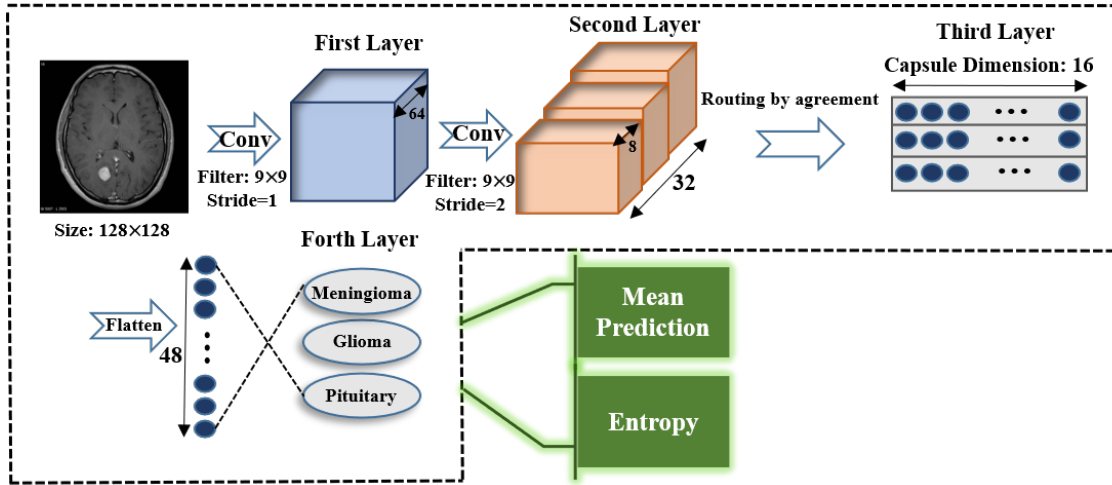 First Layer
Second Layer
Third Layer
Capsule Dimension: 16
Conv
Filter: 9×9
Stride=1
64
Conv
Filter: 9×9
Stride=2
8
32
Routing by agreement
Size: 128×128
Forth Layer
Flatten
48
Meningioma
Glioma
Pituitary
Mean
Prediction
Entropy